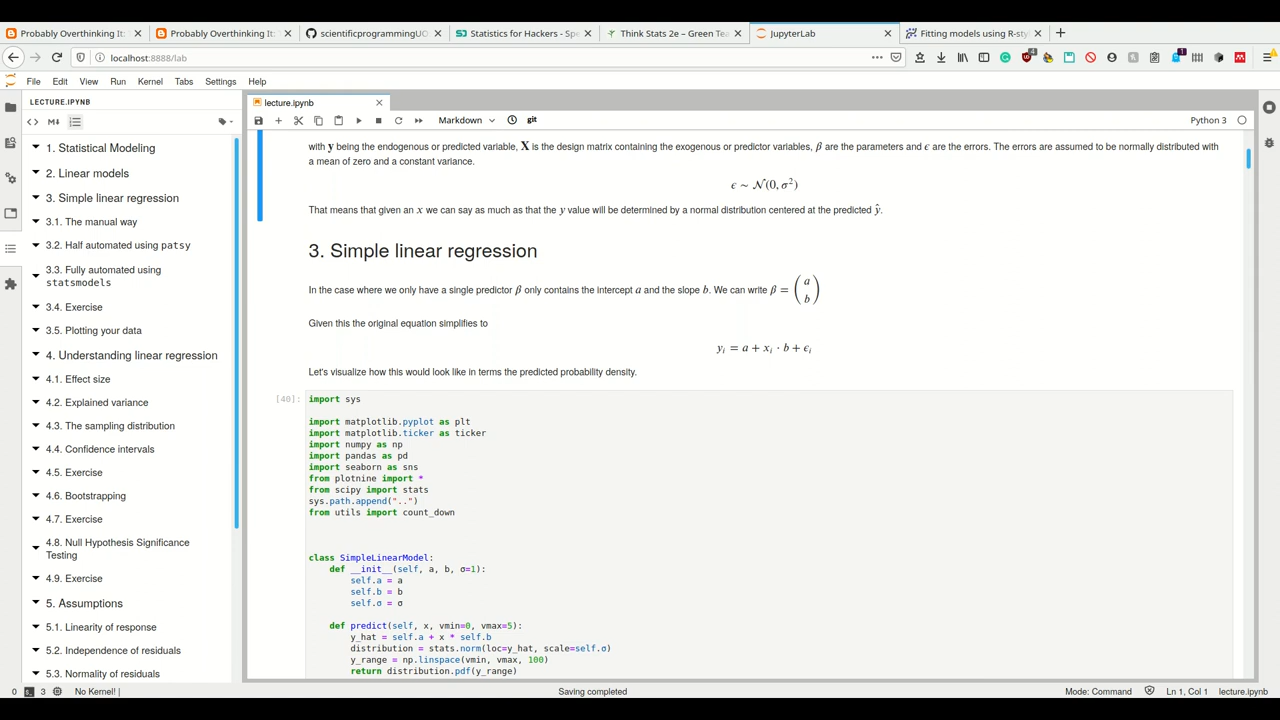 Probably Overthinking It:
Probably Overthinking It:
scientificprogrammingUO
Statistics for Hackers - Spe
Think Stats 2e – Green Tea
JupyterLab
Fitting models using R-sty
localhost:8888/lab
4
1
File Edit View Run Kernel Tabs Settings Help
LECTURE.IPYNB
lecture.ipynb
Markdown
git
Python 3
1. Statistical Modeling
2. Linear models
3. Simple linear regression
3.1. The manual way
3.2. Half automated using patsy
3.3. Fully automated using
statsmodels
3.4. Exercise
3.5. Plotting your data
4. Understanding linear regression
4.1. Effect size
4.2. Explained variance
4.3. The sampling distribution
4.4. Confidence intervals
4.5. Exercise
4.6. Bootstrapping
4.7. Exercise
4.8. Null Hypothesis Significance
Testing
4.9. Exercise
5. Assumptions
5.1. Linearity of response
5.2. Independence of residuals
5.3. Normality of residuals
with y being the endogenous or predicted variable, X is the design matrix containing the exogenous or predictor variables, β are the parameters and ϵ are the errors. The errors are assumed to be normally distributed with
a mean of zero and a constant variance.
ϵ ∼ 𝒩(0, σ²)
That means that given an x we can say as much as that the y value will be determined by a normal distribution centered at the predicted ŷ.
3. Simple linear regression
In the case where we only have a single predictor β only contains the intercept a and the slope b. We can write β = (a b)
Given this the original equation simplifies to
yᵢ = a + xᵢ · b + ϵᵢ
Let's visualize how this would look like in terms the predicted probability density.
[40]:
import sys
import matplotlib.pyplot as plt
import matplotlib.ticker as ticker
import numpy as np
import pandas as pd
import seaborn as sns
from plotnine import *
from scipy import stats
sys.path.append("..")
from utils import count_down
class SimpleLinearModel:
def __init__(self, a, b, σ=1):
self.a = a
self.b = b
self.σ = σ
def predict(self, x, vmin=0, vmax=5):
y_hat = self.a + x * self.b
distribution = stats.norm(loc=y_hat, scale=self.σ)
y_range = np.linspace(vmin, vmax, 100)
return distribution.pdf(y_range)
0 3 No Kernel! |
Saving completed
Mode: Command
Ln 1, Col 1
lecture.ipynb